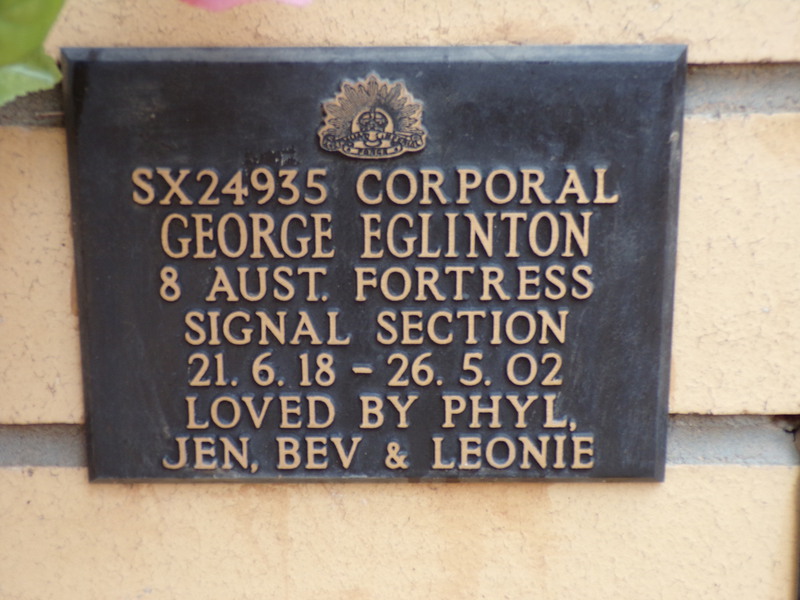 SX24935 CORPORAL
GEORGE EGLINTON
8 AUST. FORTRESS
SIGNAL SECTION
21. 6. 18 - 26. 5. 02
LOVED BY PHYL,
JEN, BEV & LEONIE